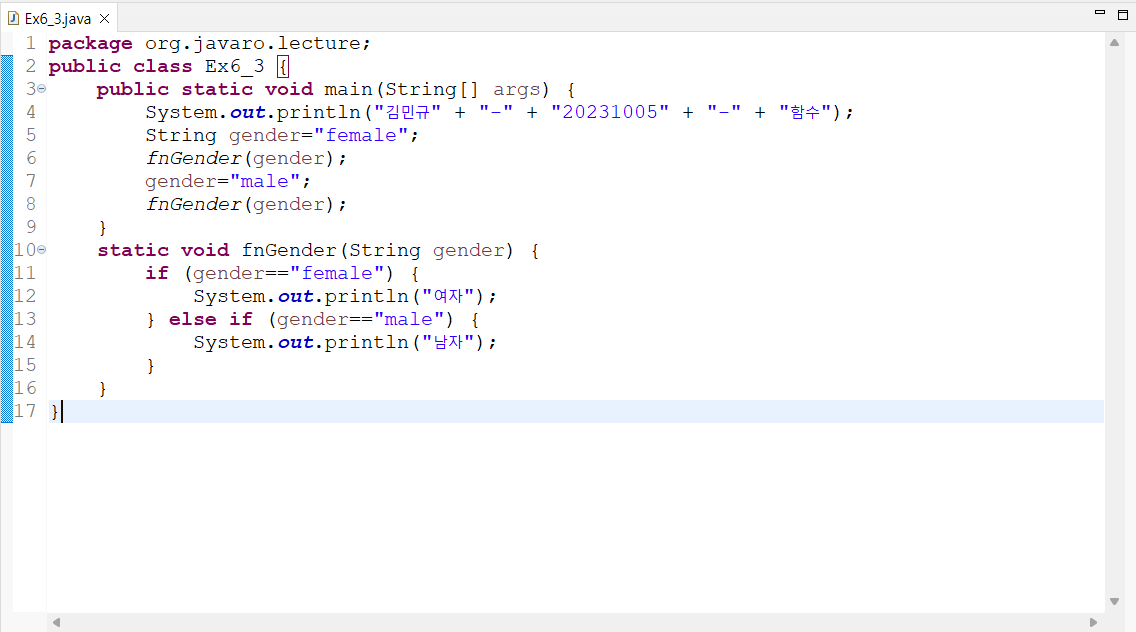 Ex6_3.java
1 package org.javaro.lecture;
2 public class Ex6_3 {
3 public static void main(String[] args) {
4 System.out.println("김민규" + "-" + "20231005" + "-" + "함수");
5 String gender="female";
6 fnGender(gender);
7 gender="male";
8 fnGender(gender);
9 }
10 static void fnGender(String gender) {
11 if (gender=="female") {
12 System.out.println("여자");
13 } else if (gender=="male") {
14 System.out.println("남자");
15 }
16 }
17 }